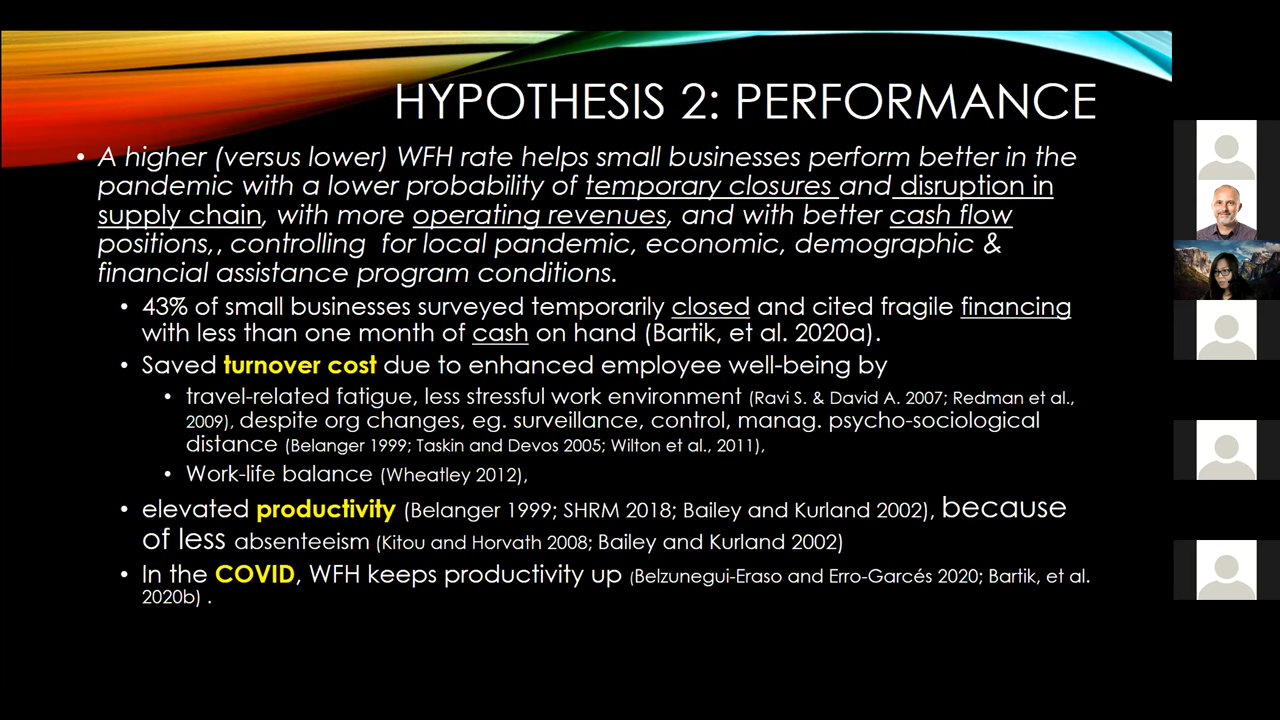 HYPOTHESIS 2: PERFORMANCE
• A higher (versus lower) WFH rate helps small businesses perform better in the
pandemic with a lower probability of temporary closures and disruption in
supply chain, with more operating revenues, and with better cash flow
positions,, controlling for local pandemic, economic, demographic &
financial assistance program conditions.
• 43% of small businesses surveyed temporarily closed and cited fragile financing
with less than one month of cash on hand (Bartik, et al. 2020a).
• Saved turnover cost due to enhanced employee well-being by
• travel-related fatigue, less stressful work environment (Ravi S. & David A. 2007; Redman et al.,
2009), despite org changes, eg. surveillance, control, manag. psycho-sociological
distance (Belanger 1999; Taskin and Devos 2005; Wilton et al., 2011),
• Work-life balance (Wheatley 2012),
• elevated productivity (Belanger 1999; SHRM 2018; Bailey and Kurland 2002), because
of less absenteeism (Kitou and Horvath 2008; Bailey and Kurland 2002)
• In the COVID, WFH keeps productivity up (Belzunegui-Eraso and Erro-Garcés 2020; Bartik, et al.
2020b) .